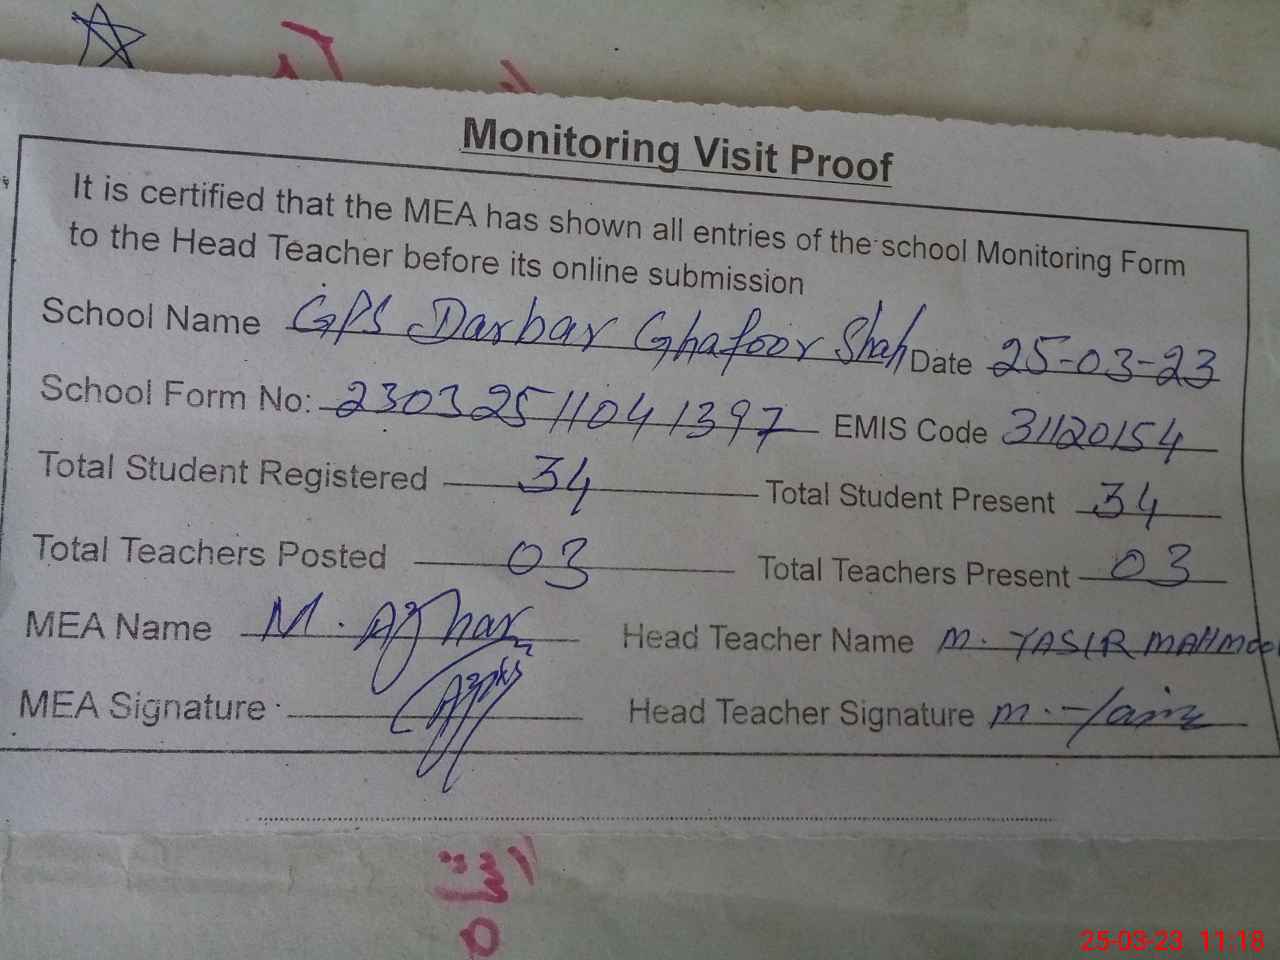 Monitoring Visit Proof
It is certified that the MEA has shown all entries of the school Monitoring Form
to the Head Teacher before its online submission
School Name GPS Darbar Ghafoor Shah Date 25-03-23
School Form No: 23032511041397 EMIS Code 31120154
Total Student Registered 34 Total Student Present 34
Total Teachers Posted 03 Total Teachers Present 03
MEA Name M. Azhar Head Teacher Name M. YASIR MAHMOO
MEA Signature Head Teacher Signature M. Yasir
25-03-23 11:18